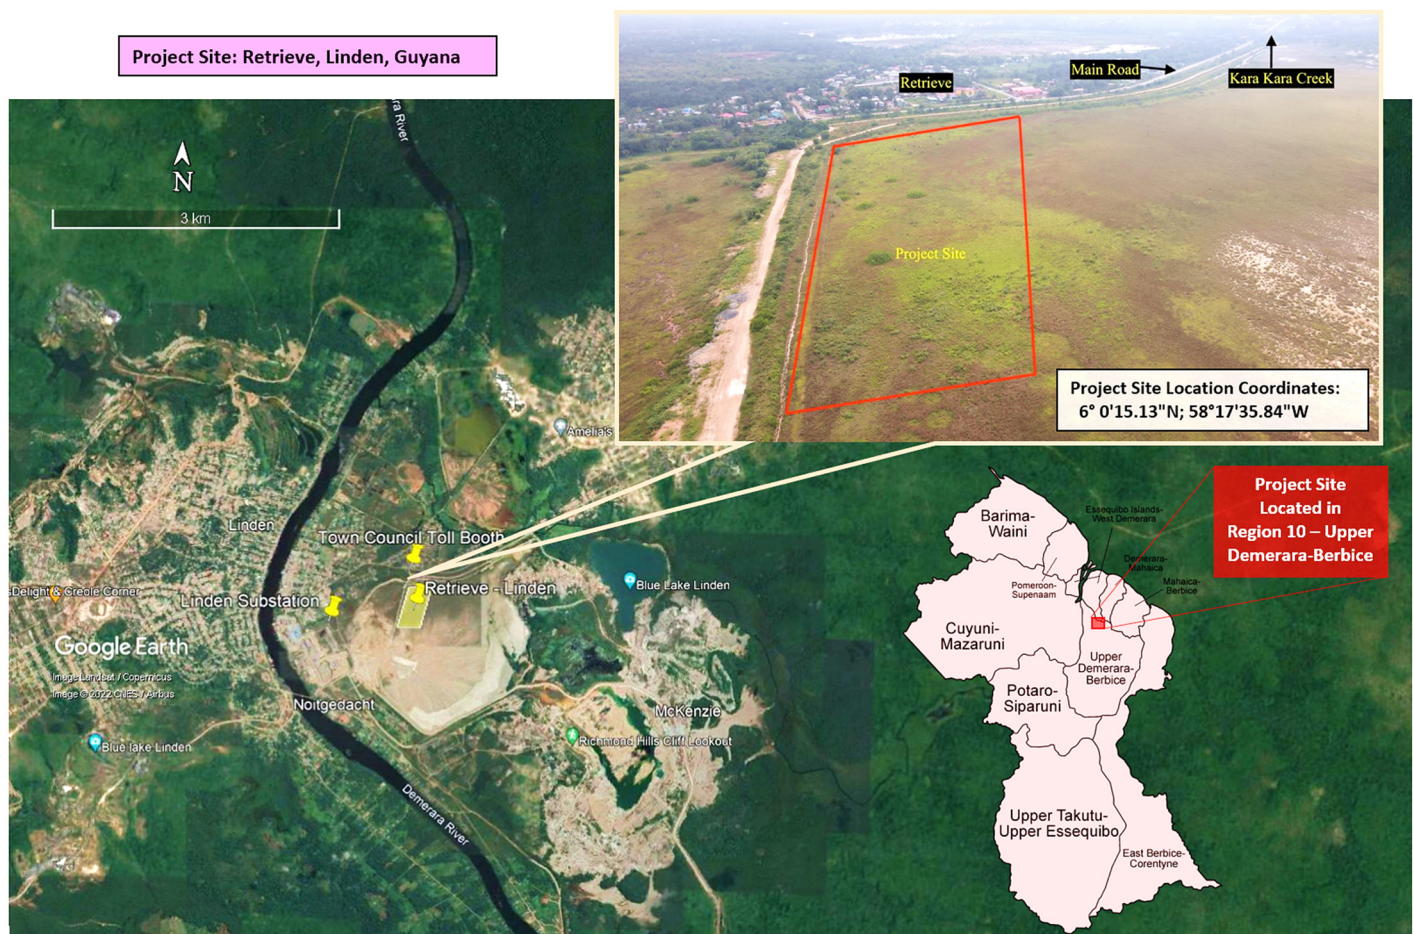 Project Site: Retrieve, Linden, Guyana
N
3 km
ra River
Retrieve
Main Road
Kara Kara Creek
Project Site
Project Site Location Coordinates:
6° 0'15.13"N; 58°17'35.84"W
Amelia's
Linden
Town Council Toll Booth
Retrieve - Linden
Linden Substation
Blue Lake Linden
sDelight & Creole Corner
Google Earth
Image Landsat / Copernicus
Image © 2022 CNES / Airbus
Noitgedacht
McKenzie
Blue lake Linden
Richmond Hills Cliff Lookout
Demerara River
Project Site
Located in
Region 10 – Upper
Demerara-Berbice
Barima-
Waini
Essequibo Islands-
West Demerara
Demerara-
Mahaica
Pomeroon-
Supenaam
Mahaica-
Berbice
Cuyuni-
Mazaruni
Upper
Demerara-
Berbice
Potaro-
Siparuni
Upper Takutu-
Upper Essequibo
East Berbice-
Corentyne